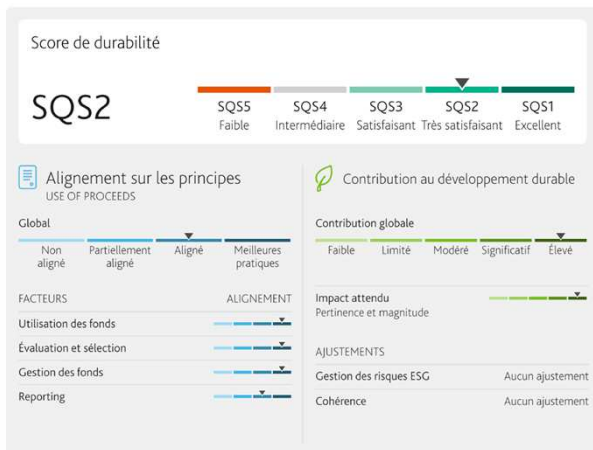 Score de durabilité
SQS2
SQS5 SQS4 SQS3 SQS2 SQS1
Faible Intermédiaire Satisfaisant Très satisfaisant Excellent
Alignement sur les principes
USE OF PROCEEDS
Global
Non aligné Partiellement aligné Aligné Meilleures pratiques
FACTEURS ALIGNEMENT
Utilisation des fonds
Évaluation et sélection
Gestion des fonds
Reporting
Contribution au développement durable
Contribution globale
Faible Limité Modéré Significatif Élevé
Impact attendu
Pertinence et magnitude
AJUSTEMENTS
Gestion des risques ESG Aucun ajustement
Cohérence Aucun ajustement